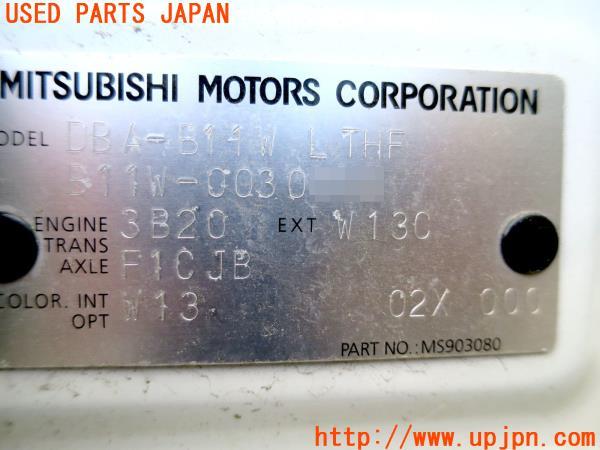 USED PARTS JAPAN
MITSUBISHI MOTORS CORPORATION
ODEL DBA-B11W LTHF
B11W-0030
ENGINE 3B20 EXT W13C
TRANS
AXLE F1CJB
COLOR. INT W13 02X 000
OPT
PART NO.: MS903080
http://www.upjpn.com